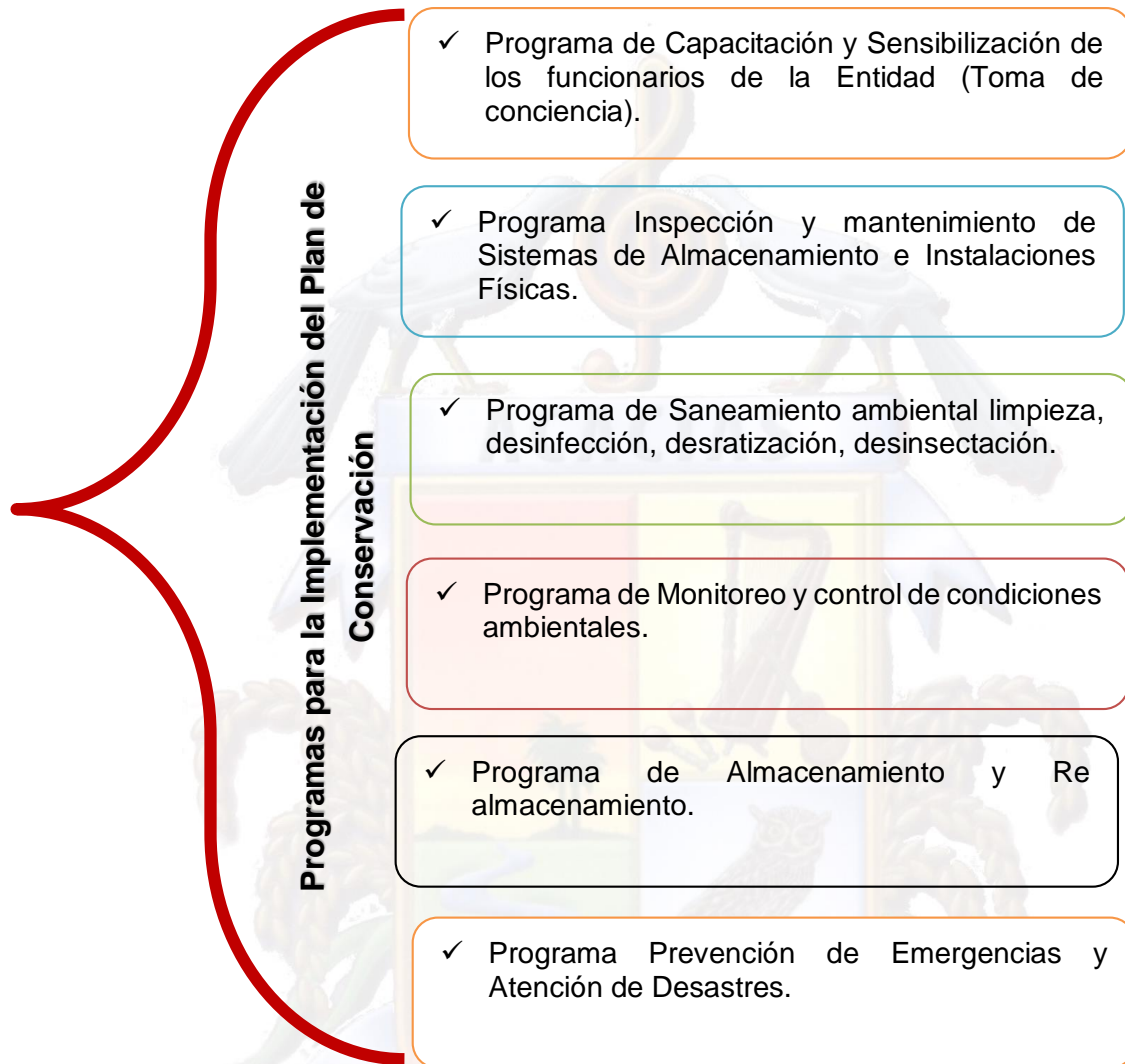 Programas para la Implementación del Plan de
Conservación
✓ Programa de Capacitación y Sensibilización de
los funcionarios de la Entidad (Toma de
conciencia).
✓ Programa Inspección y mantenimiento de
Sistemas de Almacenamiento e Instalaciones
Físicas.
✓ Programa de Saneamiento ambiental limpieza,
desinfección, desratización, desinsectación.
✓ Programa de Monitoreo y control de condiciones
ambientales.
✓ Programa de Almacenamiento y Re
almacenamiento.
✓ Programa Prevención de Emergencias y
Atención de Desastres.